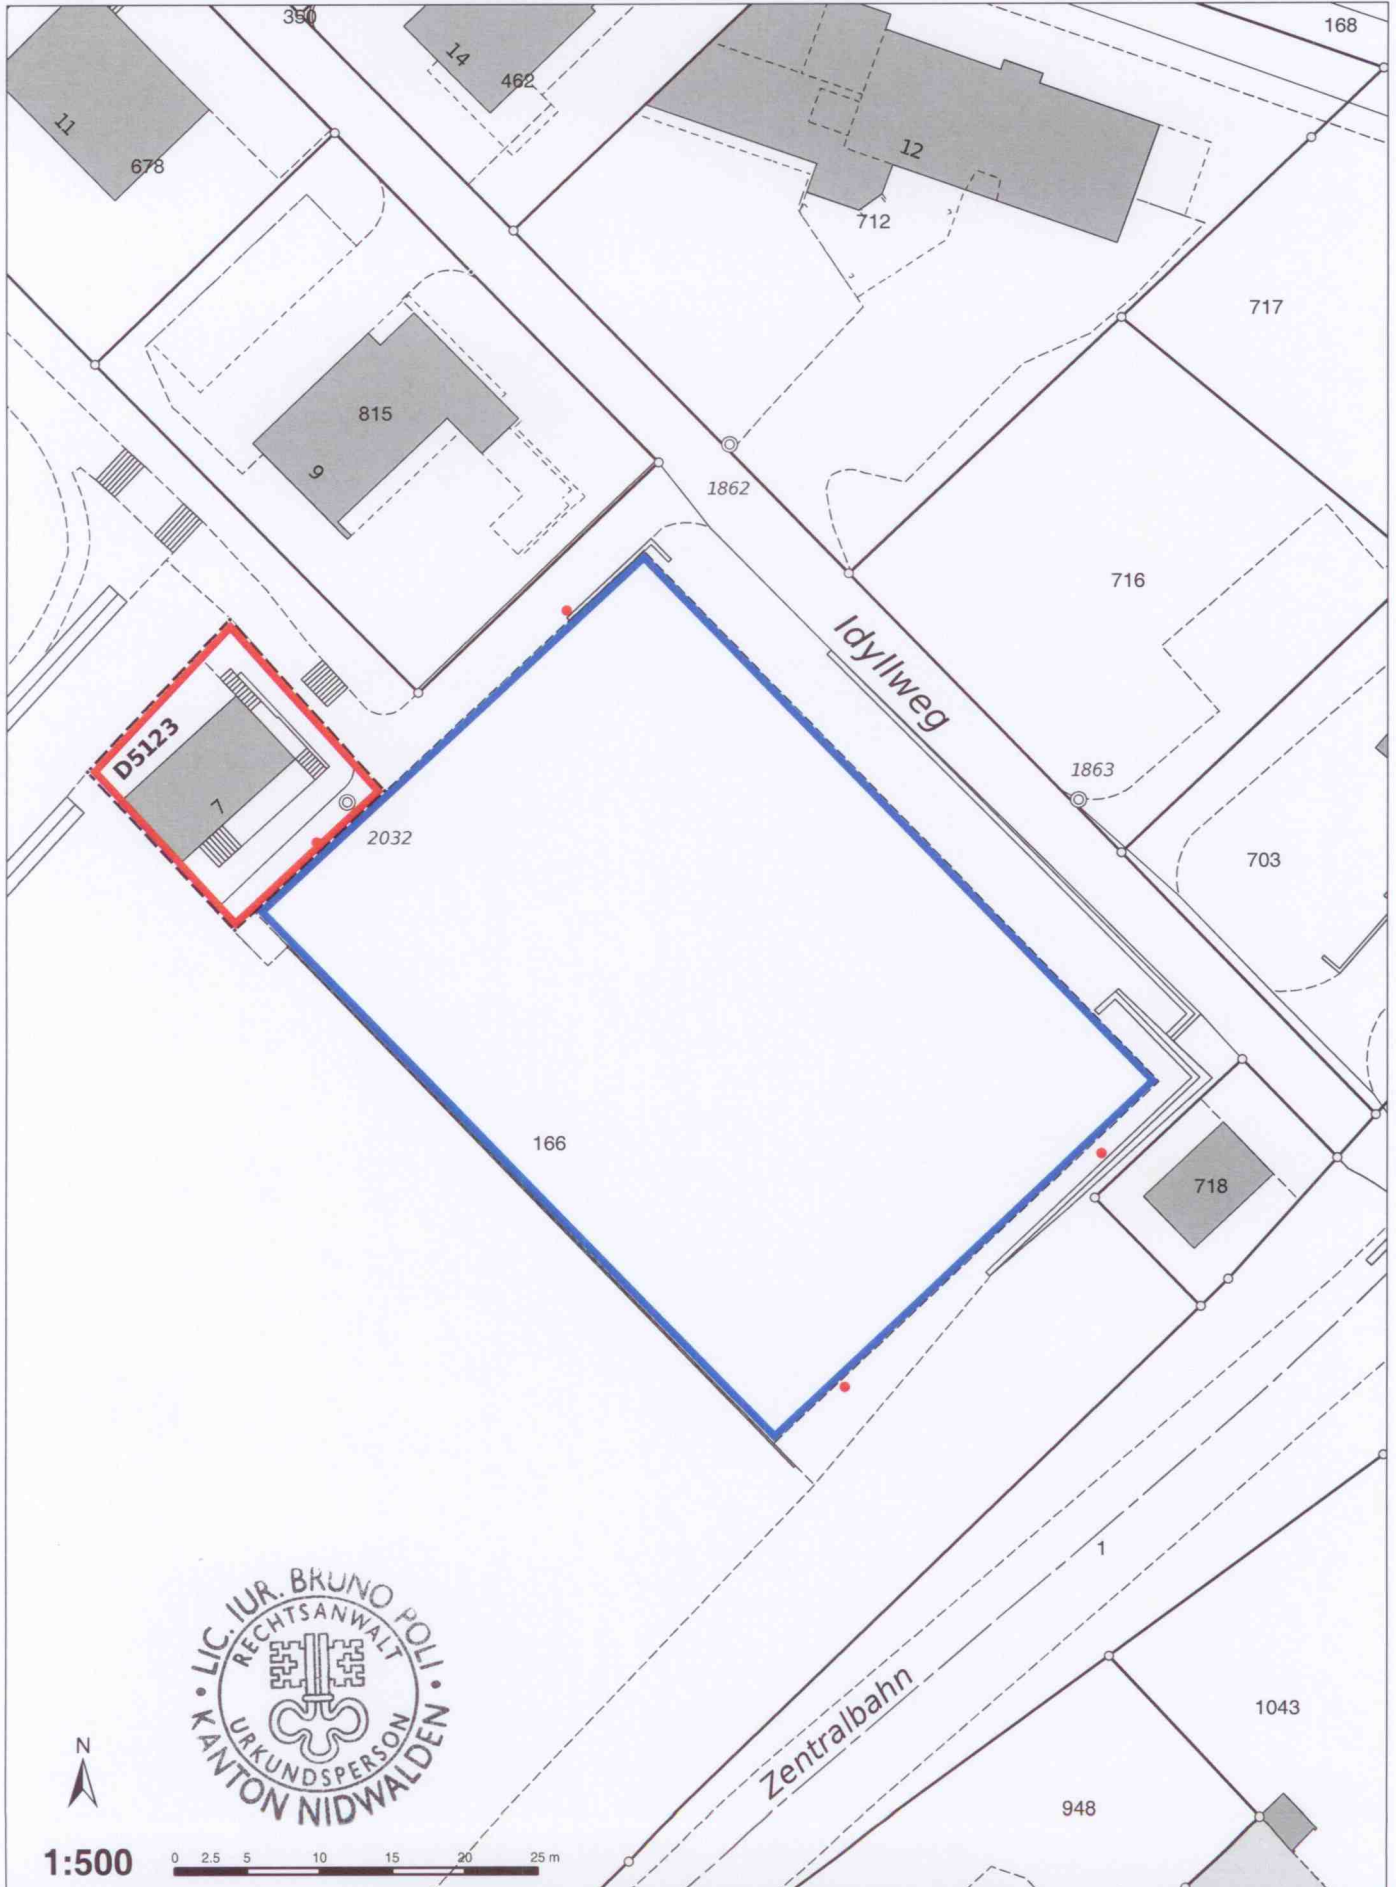 350
168
14
462
11
678
12
712
717
815
9
1862
716
Idyllweg
D5123
7
1863
2032
703
166
718
1
LIC. IUR. BRUNO POLI
RECHTSANWALT
URKUNDSPERSON
KANTON NIDWALDEN
Zentralbahn
1043
N
948
1:500
0 2.5 5 10 15 20 25 m